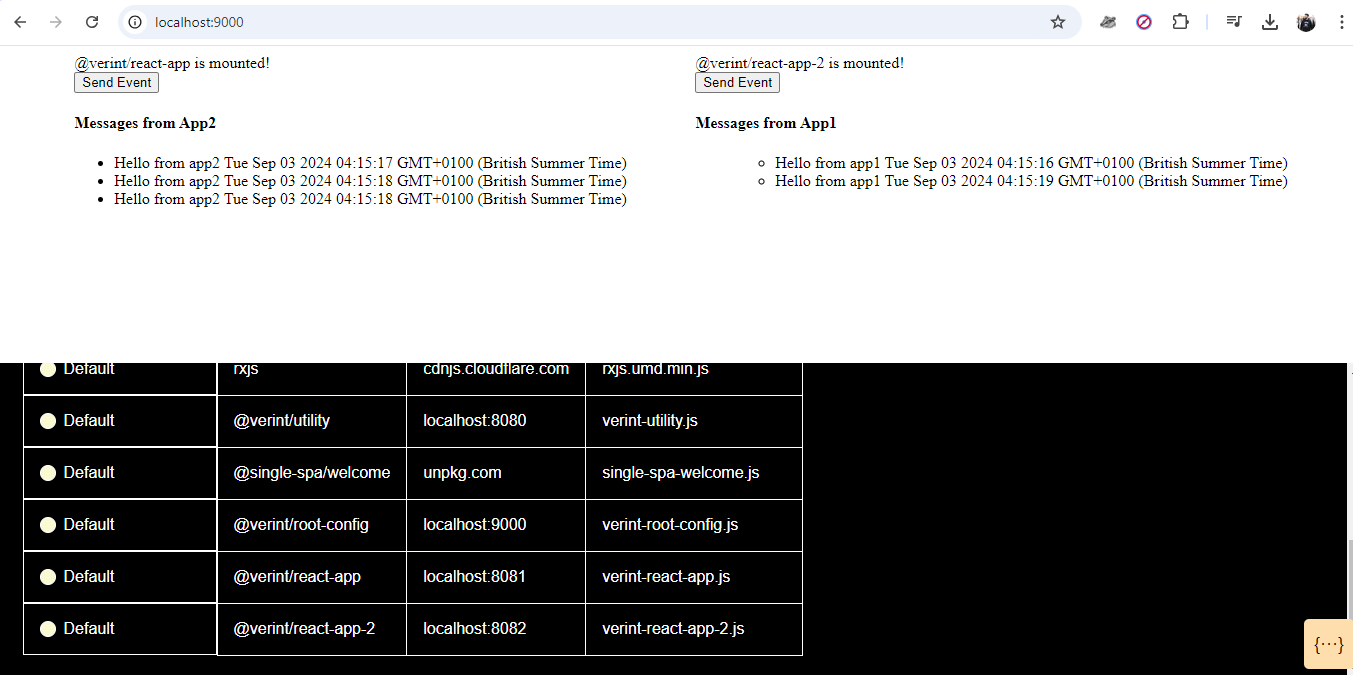 localhost:9000
@verint/react-app is mounted!
Send Event
Messages from App2
Hello from app2 Tue Sep 03 2024 04:15:17 GMT+0100 (British Summer Time)
Hello from app2 Tue Sep 03 2024 04:15:18 GMT+0100 (British Summer Time)
Hello from app2 Tue Sep 03 2024 04:15:18 GMT+0100 (British Summer Time)
@verint/react-app-2 is mounted!
Send Event
Messages from App1
Hello from app1 Tue Sep 03 2024 04:15:16 GMT+0100 (British Summer Time)
Hello from app1 Tue Sep 03 2024 04:15:19 GMT+0100 (British Summer Time)
Default rxjs cdnjs.cloudflare.com rxjs.umd.min.js
Default @verint/utility localhost:8080 verint-utility.js
Default @single-spa/welcome unpkg.com single-spa-welcome.js
Default @verint/root-config localhost:9000 verint-root-config.js
Default @verint/react-app localhost:8081 verint-react-app.js
Default @verint/react-app-2 localhost:8082 verint-react-app-2.js
{···}